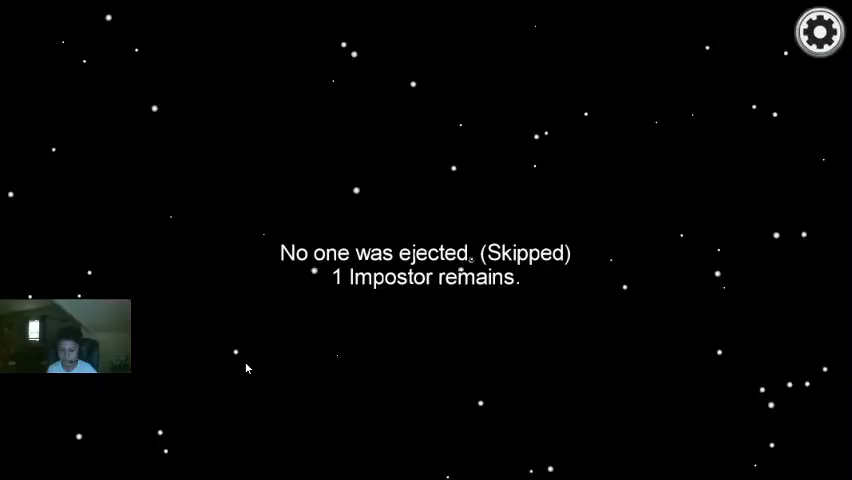 No one was ejected. (Skipped)
1 Impostor remains.